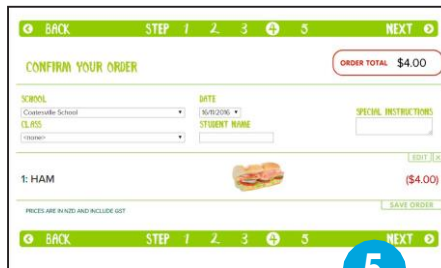 BACK STEP 1 2 3 4 5 NEXT
CONFIRM YOUR ORDER
ORDER TOTAL $4.00
SCHOOL DATE
Coatesville School 16/11/2016 SPECIAL INSTRUCTIONS
CLASS STUDENT NAME
<none>
EDIT X
1: HAM ($4.00)
SAVE ORDER
PRICES ARE IN NZD AND INCLUDE GST
BACK STEP 1 2 3 4 5 NEXT
5